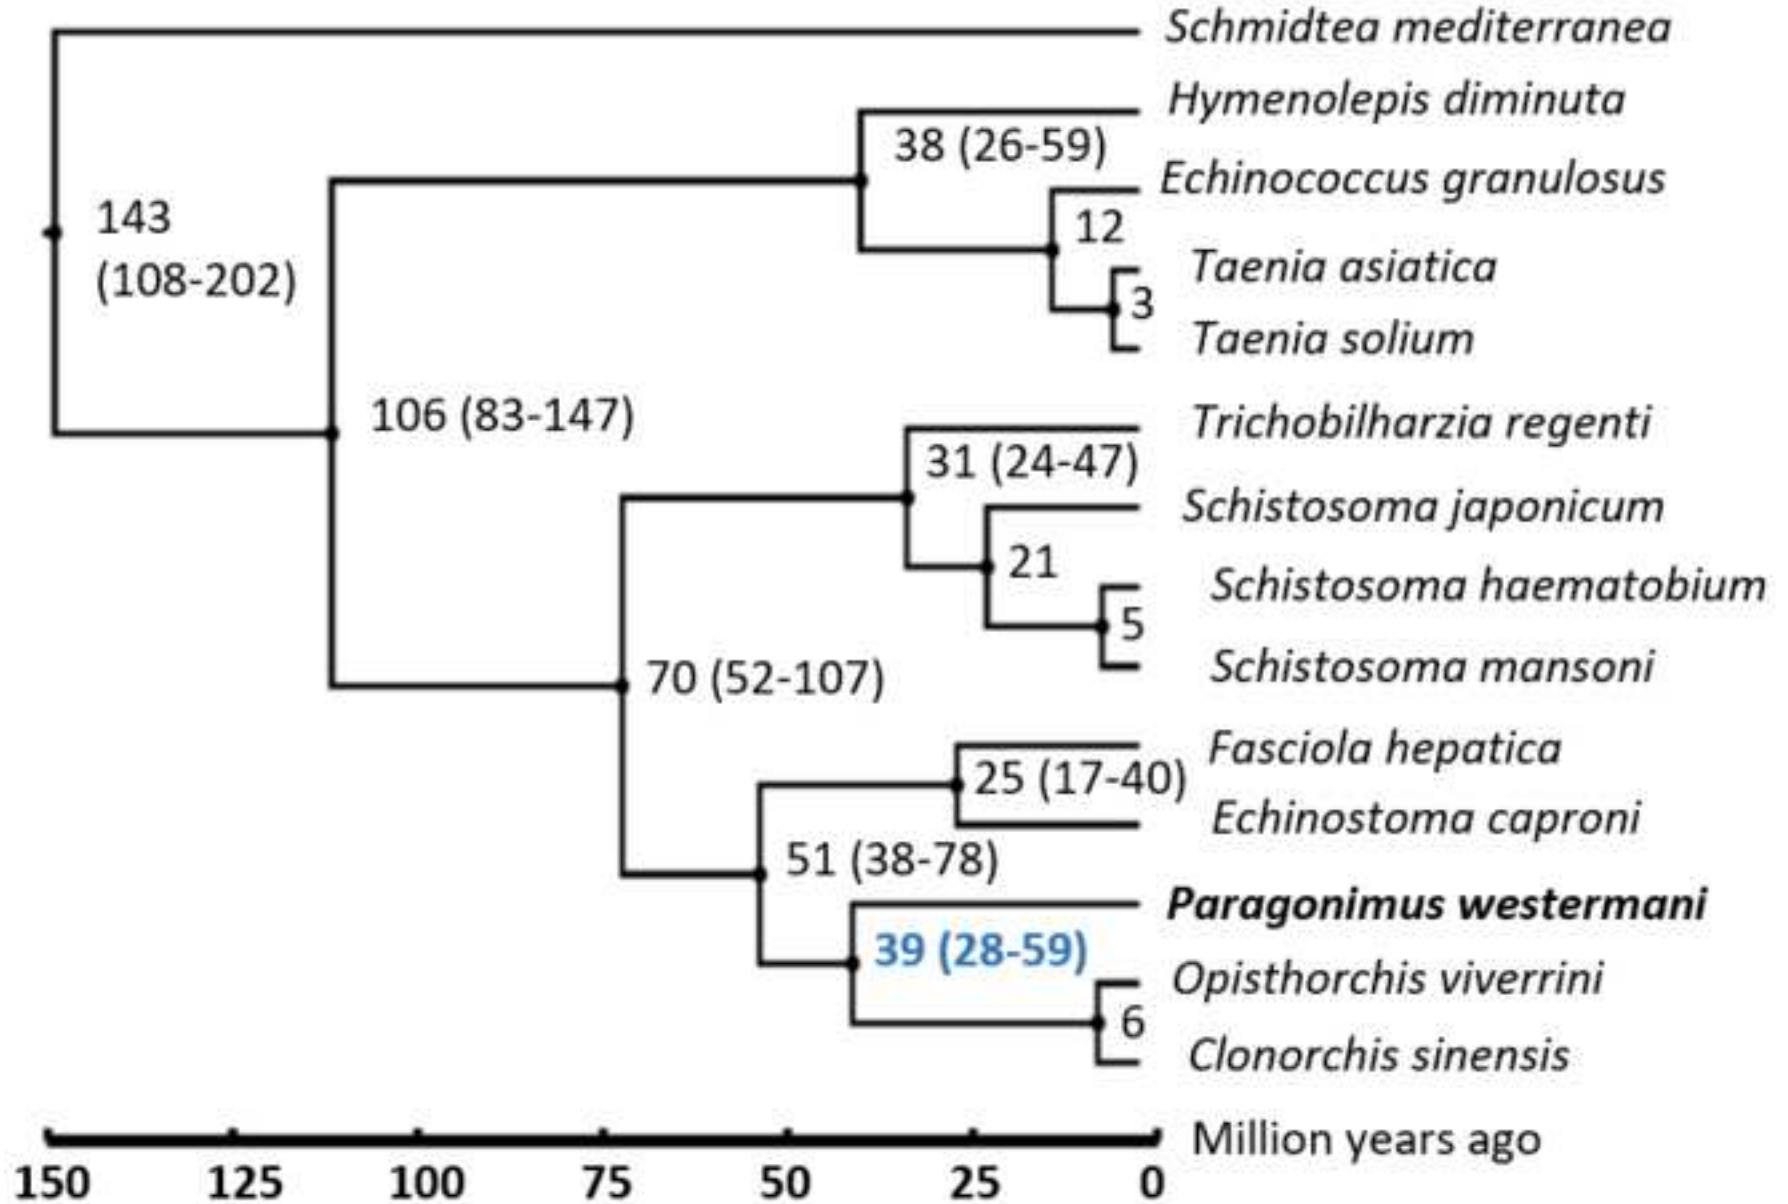 Schmidtea mediterranea
Hymenolepis diminuta
38 (26-59)
Echinococcus granulosus
143
(108-202)
12
Taenia asiatica
3
Taenia solium
106 (83-147)
Trichobilharzia regenti
31 (24-47)
Schistosoma japonicum
21
Schistosoma haematobium
5
Schistosoma mansoni
70 (52-107)
Fasciola hepatica
25 (17-40)
Echinostoma caproni
51 (38-78)
Paragonimus westermani
39 (28-59)
Opisthorchis viverrini
6
Clonorchis sinensis
Million years ago
150 125 100 75 50 25 0